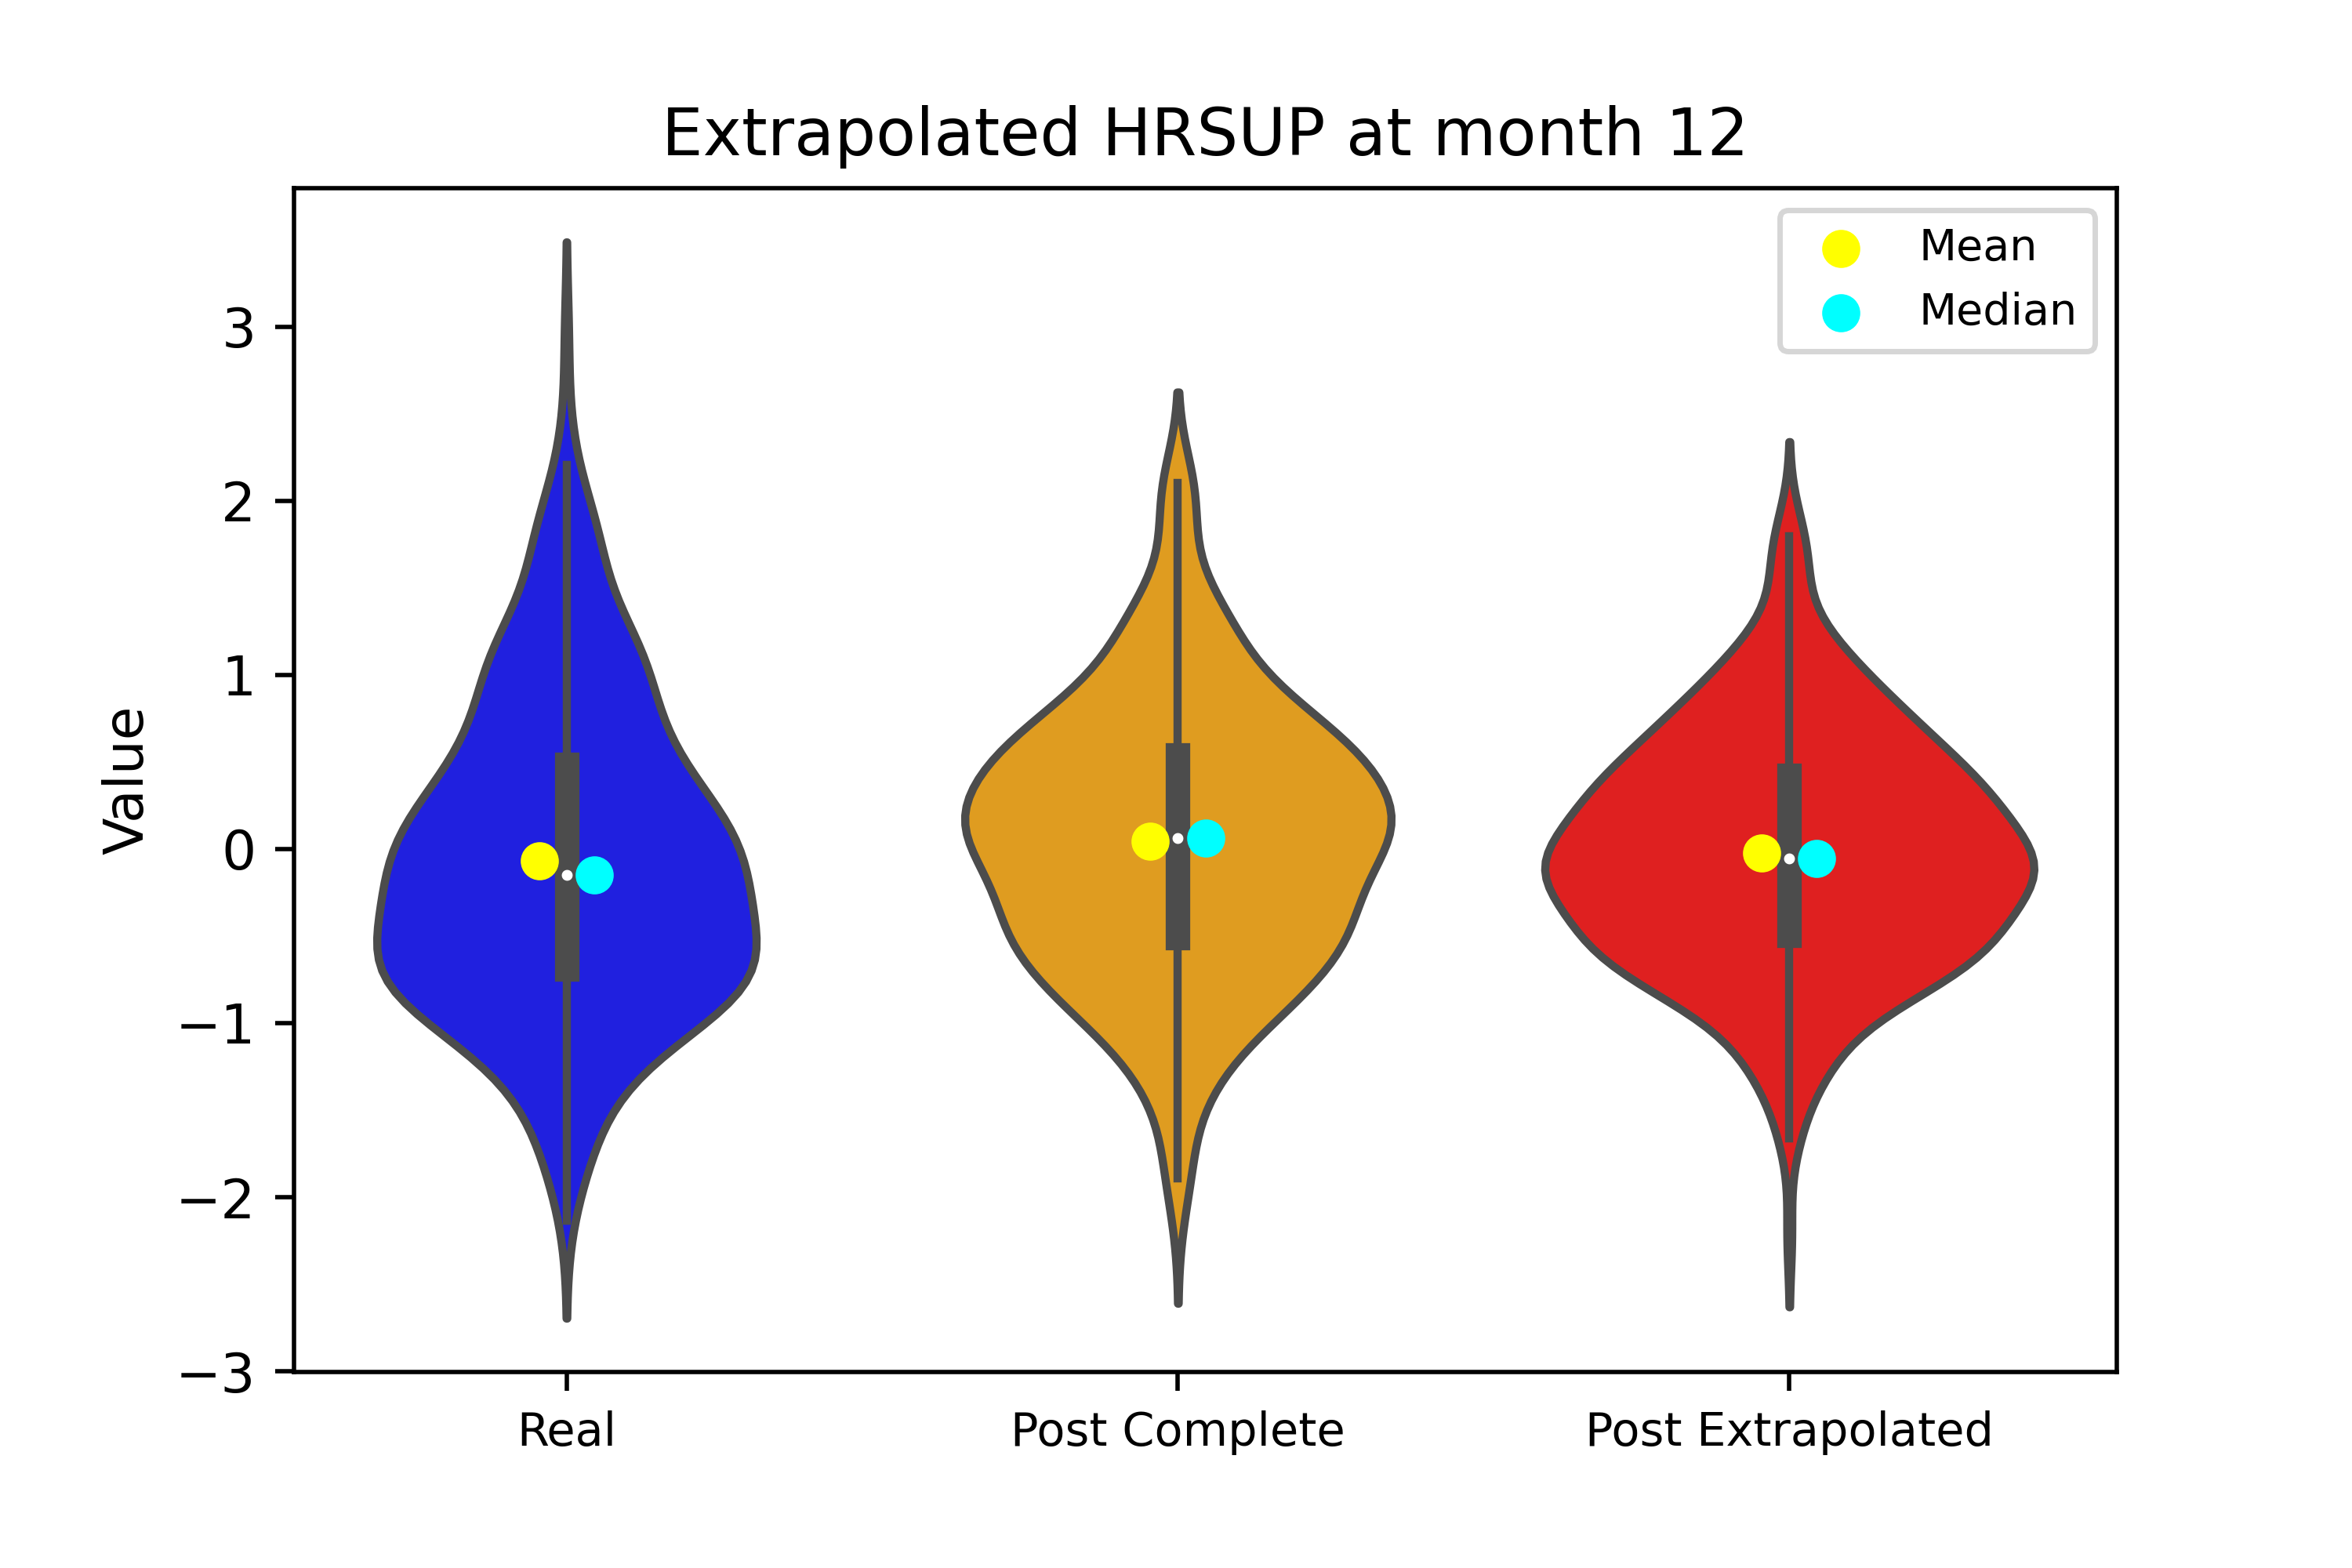 Extrapolated HRSUP at month 12
Mean
Median
3
2
1
0
−1
−2
−3
Value
Real
Post Complete
Post Extrapolated